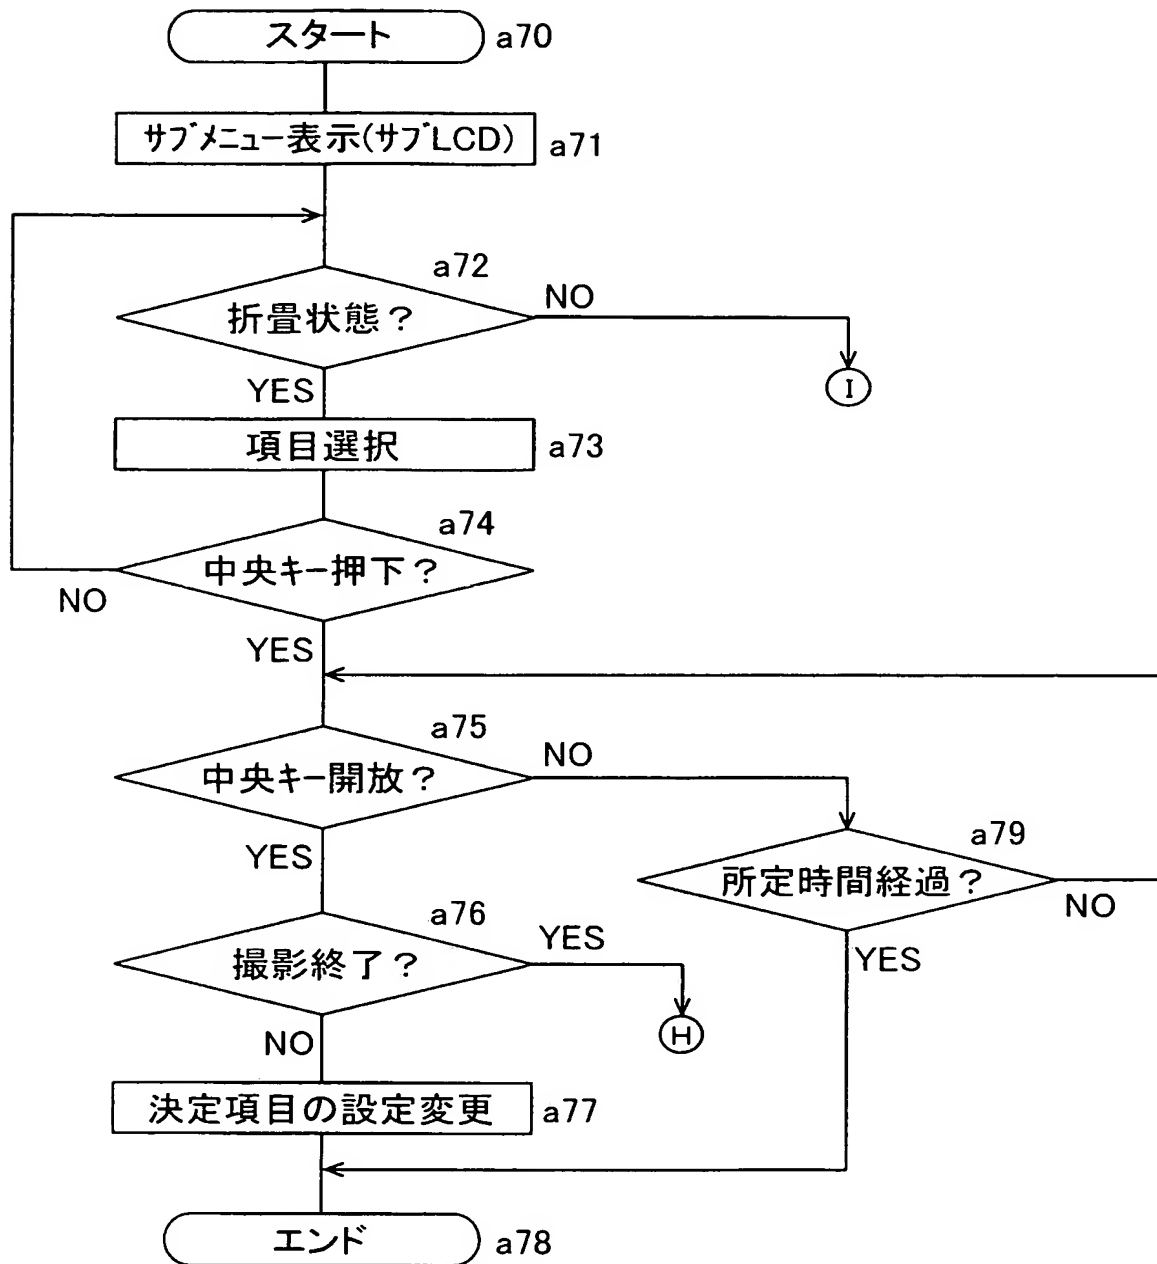 スタート
a70
サブメニュー表示(サブLCD)
a71
a72
折畳状態?
NO
I
YES
項目選択
a73
a74
中央キー押下?
NO
YES
a75
中央キー開放?
NO
YES
a79
所定時間経過?
NO
YES
a76
撮影終了?
YES
H
NO
決定項目の設定変更
a77
エンド
a78